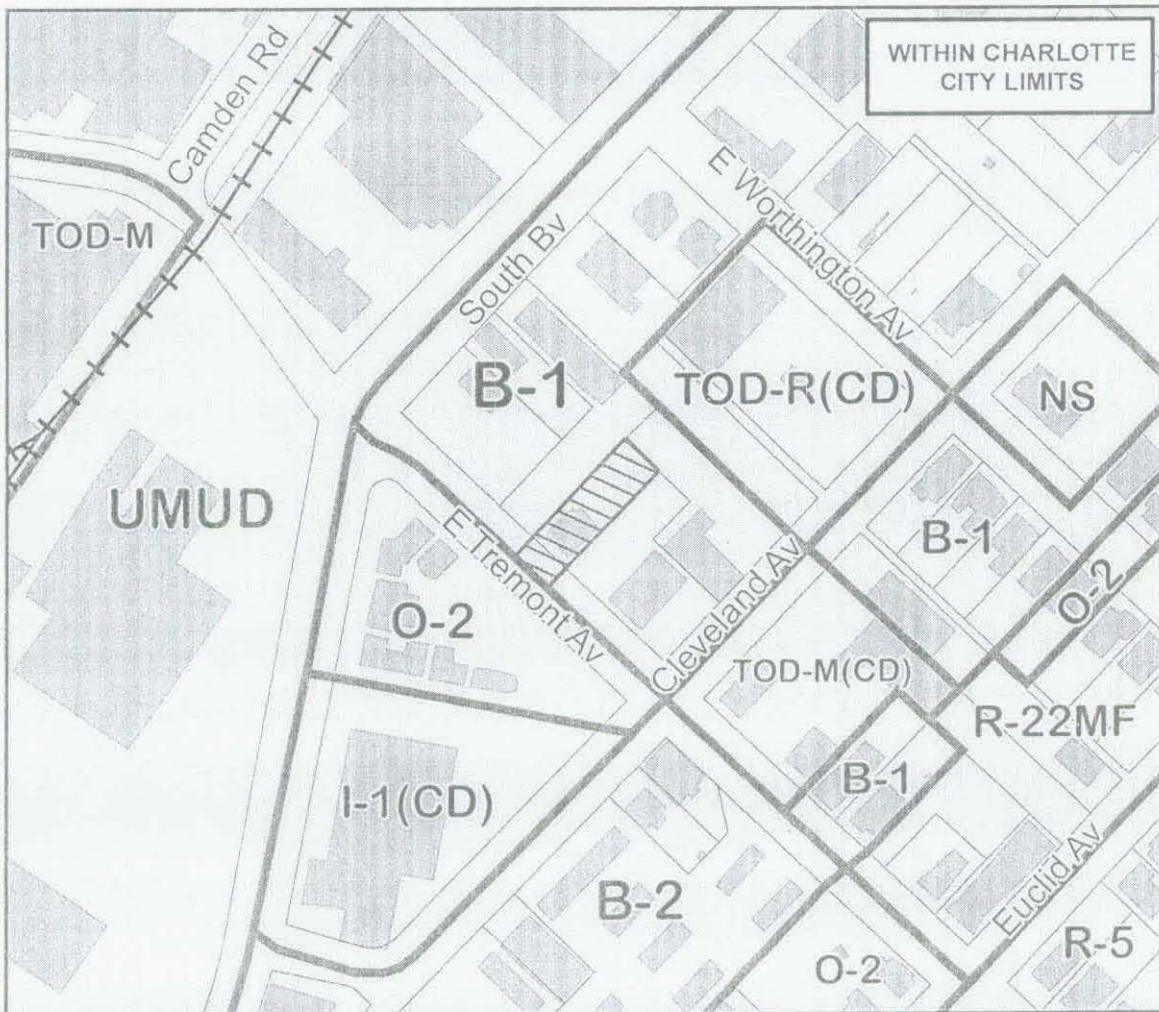 WITHIN CHARLOTTE
CITY LIMITS
Camden Rd
TOD-M
E Worthington Av
South Bv
B-1
TOD-R(CD)
NS
UMUD
E Tremont Av
B-1
O-2
O-2
Cleveland Av
TOD-M(CD)
R-22MF
I-1(CD)
B-1
Euclid Av
B-2
O-2
R-5